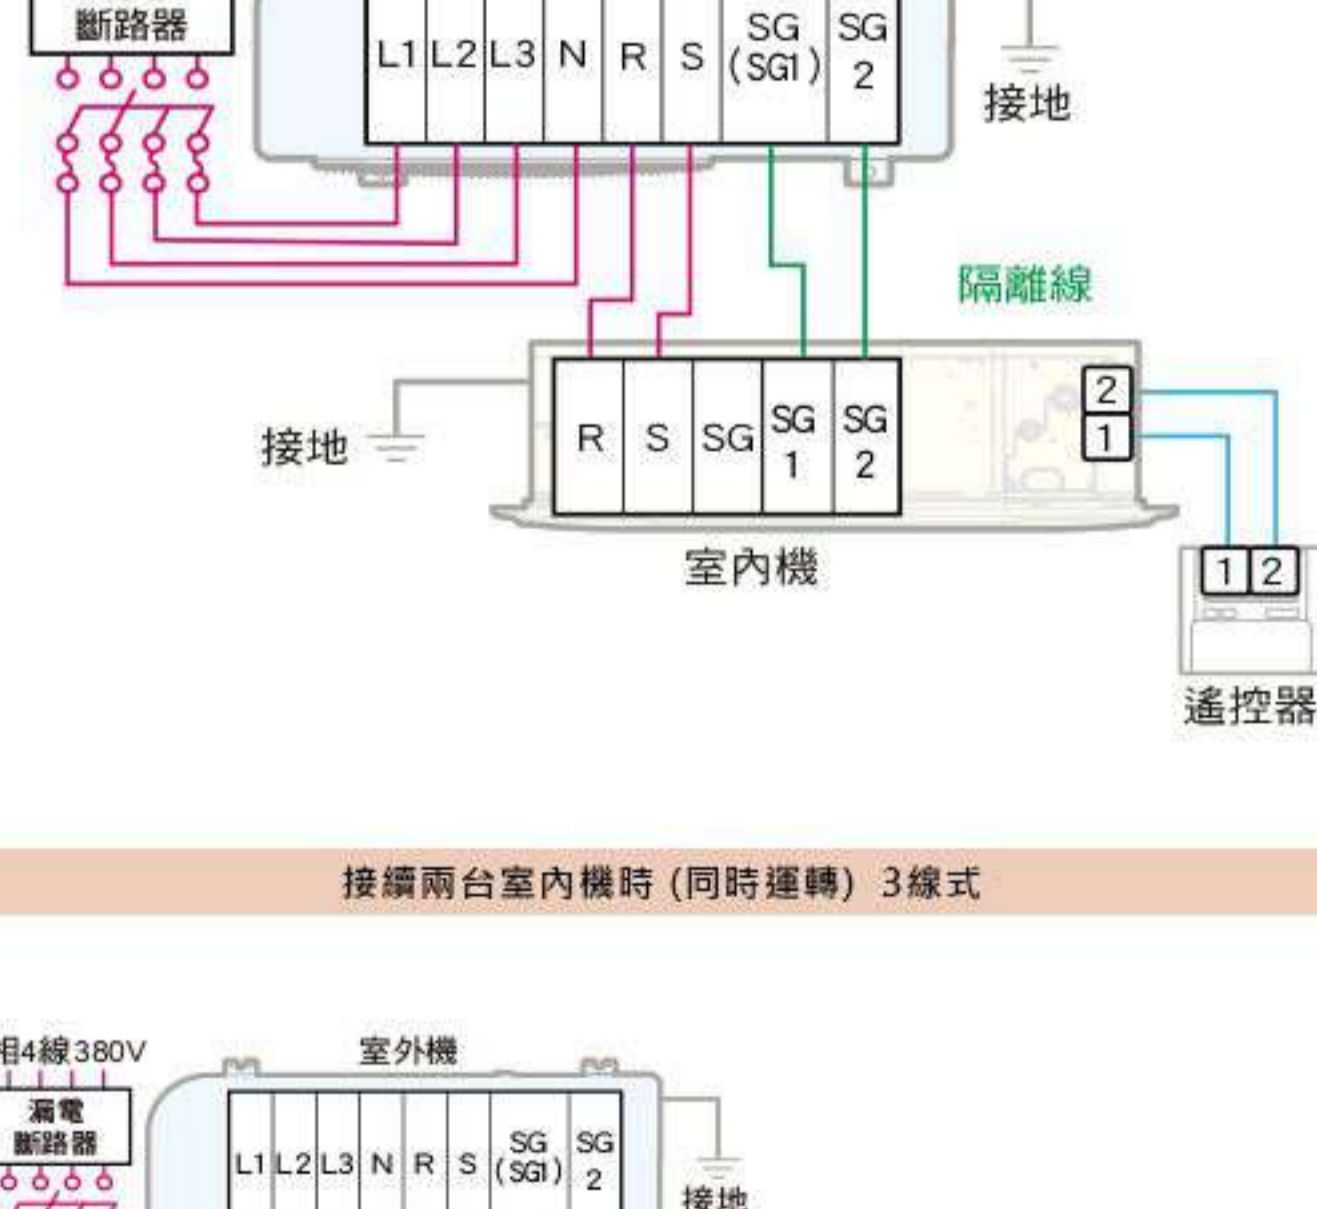 斷路器
L1 L2 L3 N R S SG (SG1) SG 2
接地
隔離線
接地
R S SG SG 1 SG 2
2
1
室內機
1 2
遙控器
接續兩台室內機時 (同時運轉) 3線式
相4線380V
室外機
漏電
斷路器
L1 L2 L3 N R S SG (SG1) SG 2
接地